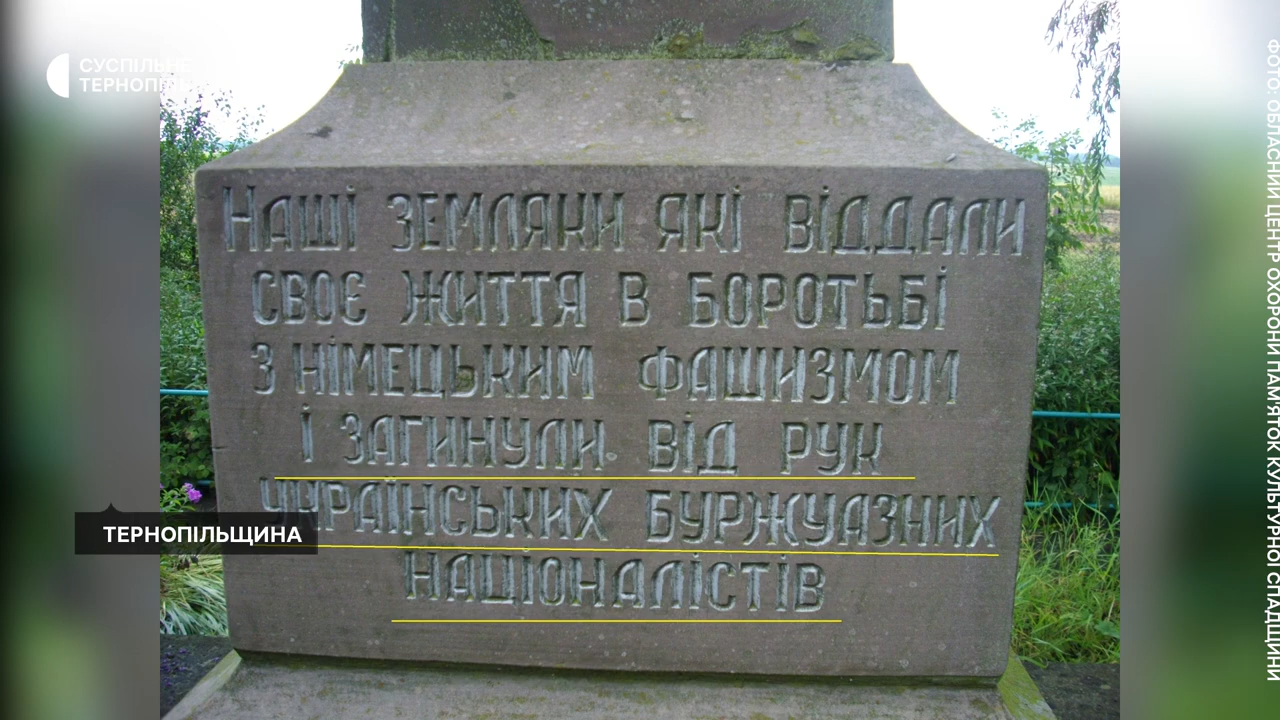 СУСПІЛЬНЕ
ТЕРНОПІЛЬ
Наші земляки які віддали
своє життя в боротьбі
з німецьким фашизмом
і загинули від рук
українських буржуазних
націоналістів
ТЕРНОПІЛЬЩИНА
ФОТО: ОБЛАСНИЙ ЦЕНТР ОХОРОНИ ПАМ'ЯТОК КУЛЬТУРНОЇ СПАДЩИНИ